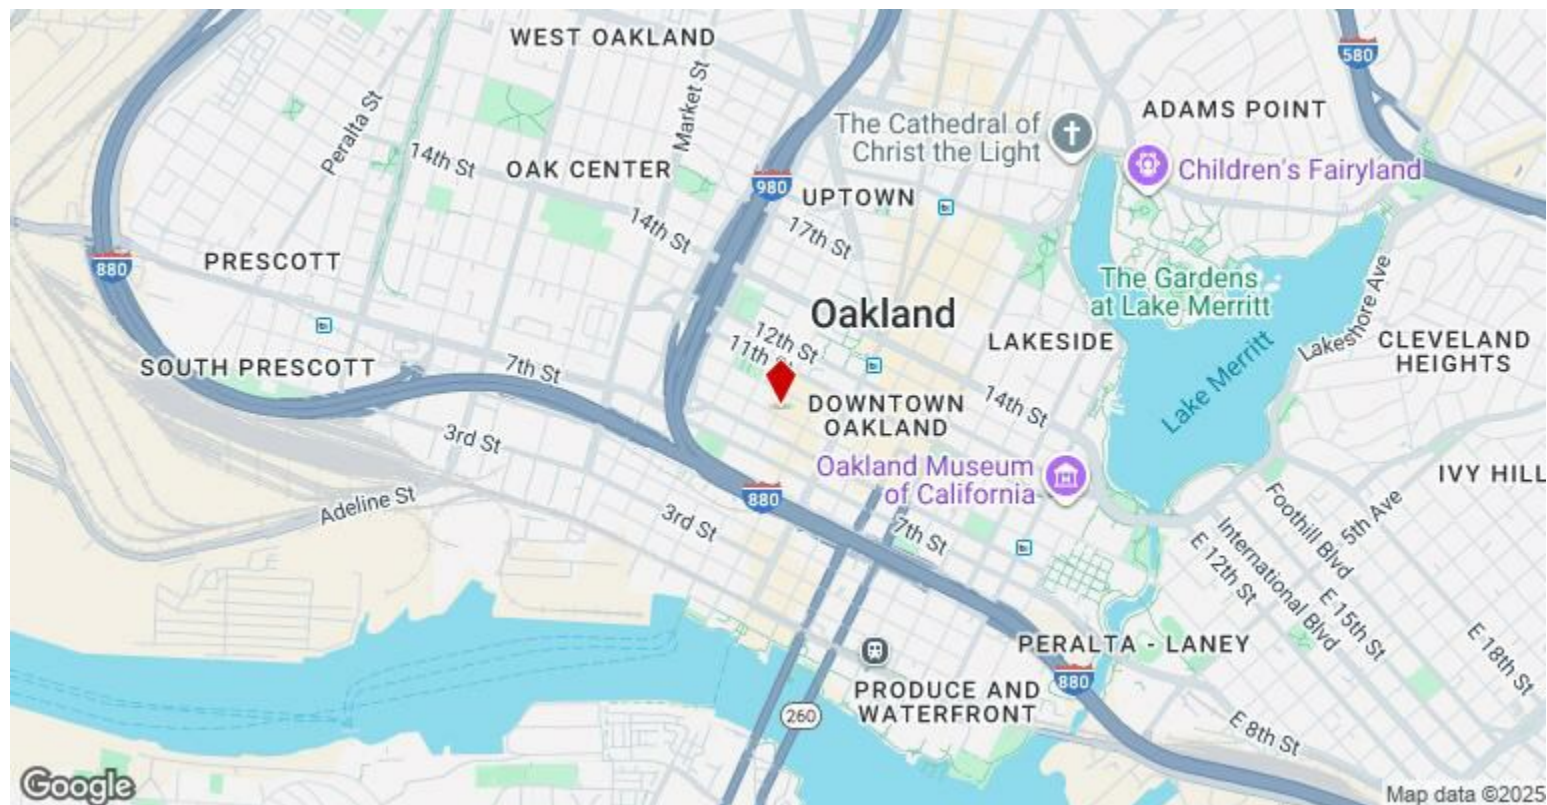 WEST OAKLAND
580
ADAMS POINT
Market St
Peralta St
The Cathedral of
Christ the Light
14th St
OAK CENTER
980
UPTOWN
Children's Fairyland
14th St
17th St
880
PRESCOTT
The Gardens
at Lake Merritt
Oakland
12th St
11th St
LAKESIDE
Lakeshore Ave
CLEVELAND
HEIGHTS
SOUTH PRESCOTT
7th St
Lake Merritt
DOWNTOWN
OAKLAND
14th St
3rd St
Oakland Museum
of California
IVY HILL
Adeline St
880
3rd St
7th St
Foothill Blvd
5th Ave
International Blvd
E 12th St
E 15th St
E 18th St
PERALTA - LANEY
880
PRODUCE AND
WATERFRONT
260
E 8th St
Google
Map data ©2025